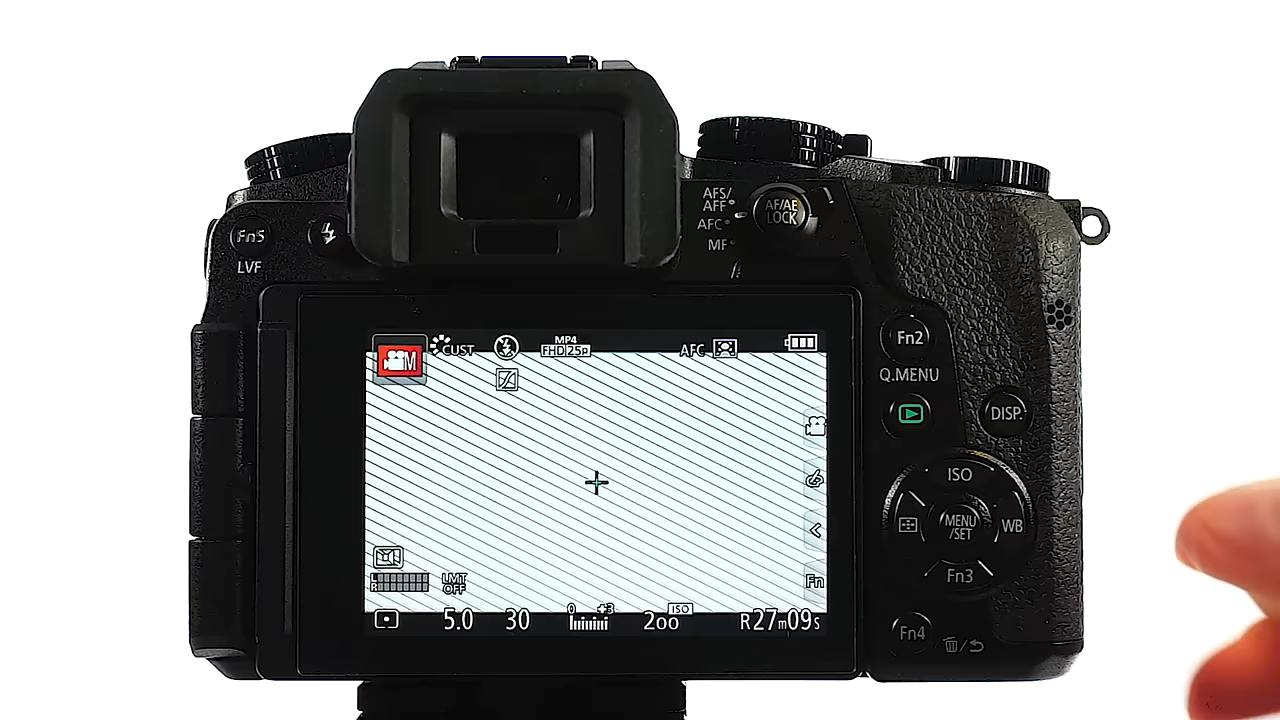 AFS/
AFF
AF/AE
LOCK
AFC
MF
Fn5
LVF
M
CUST
MP4
FHD 25p
AFC
Fn2
Q.MENU
DISP.
ISO
MENU
/SET
WB
Fn3
Fn
L
R
LMT
OFF
5.0
30
0
+3
200
ISO
R27m09s
Fn4